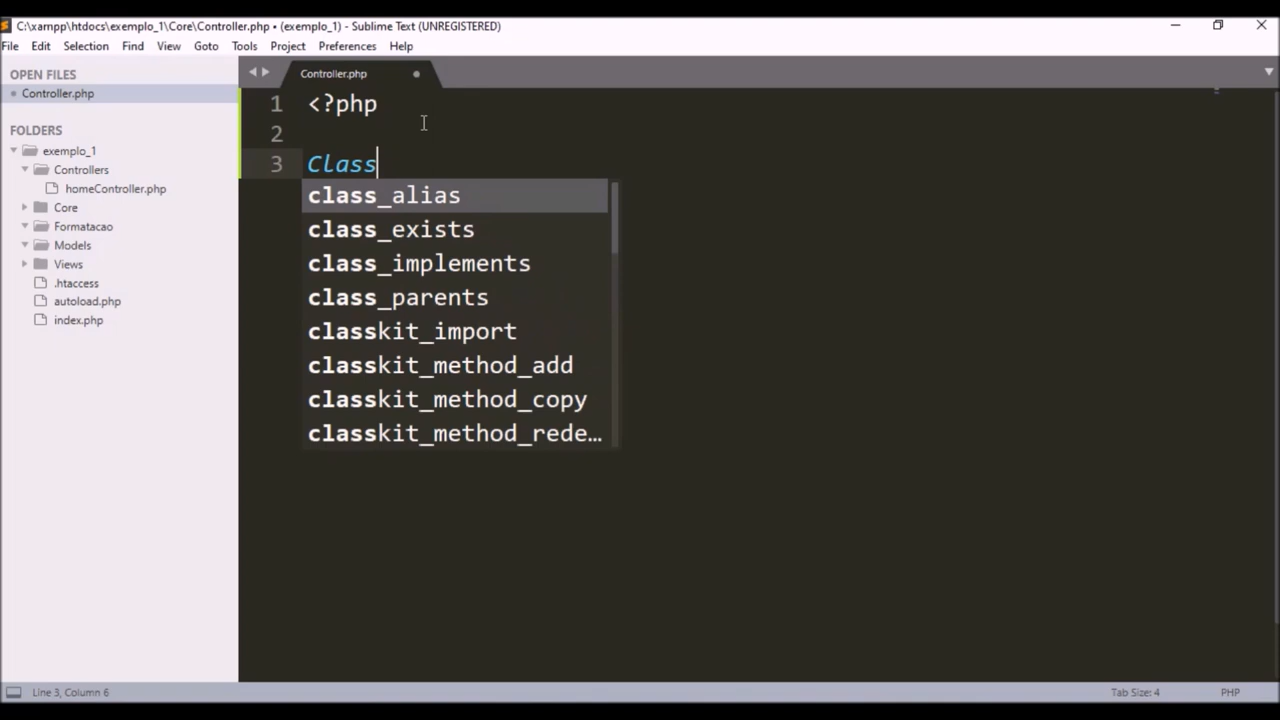 C:\xampp\htdocs\exemplo_1\Core\Controller.php • (exemplo_1) - Sublime Text (UNREGISTERED)
File Edit Selection Find View Goto Tools Project Preferences Help
OPEN FILES
Controller.php
FOLDERS
exemplo_1
Controllers
homeController.php
Core
Formatacao
Models
Views
.htaccess
autoload.php
index.php
Controller.php
1 <?php
2
3 Class
class_alias
class_exists
class_implements
class_parents
classkit_import
classkit_method_add
classkit_method_copy
classkit_method_rede…
Line 3, Column 6
Tab Size: 4
PHP